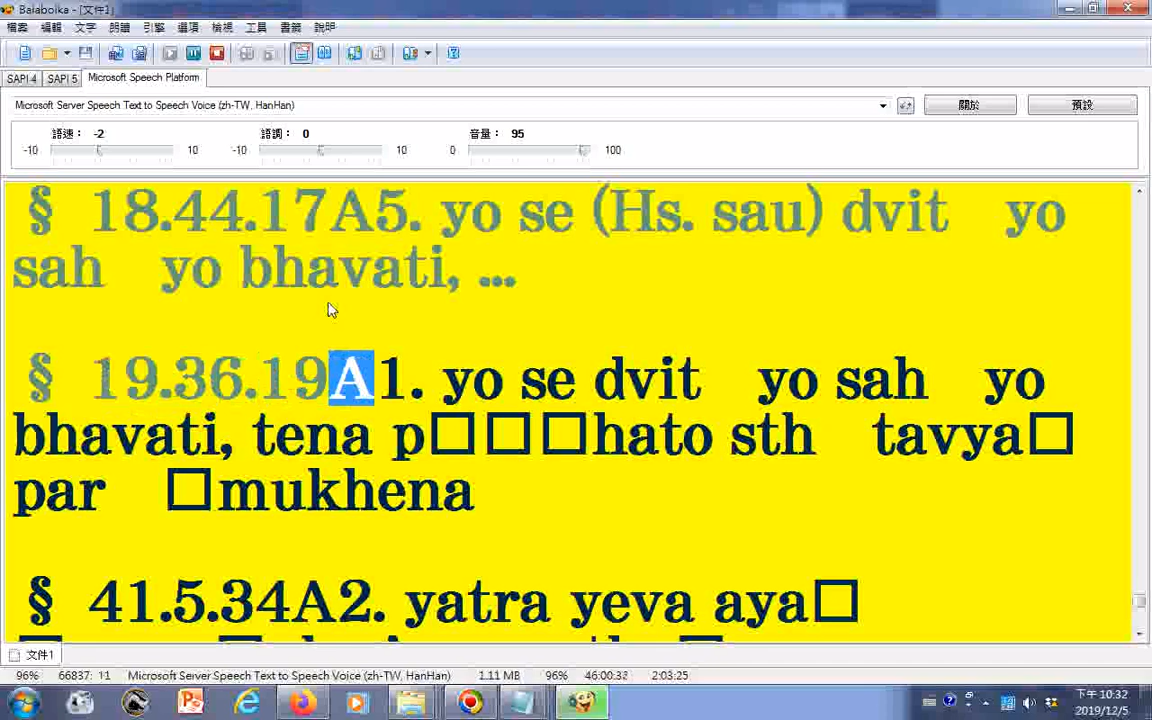 Balabolka - [文件1]
檔案 編輯 文字 朗讀 引擎 選項 檢視 工具 書籤 說明
SAPI 4 SAPI 5 Microsoft Speech Platform
Microsoft Server Speech Text to Speech Voice (zh-TW, HanHan) 關於 預設
語速： -2 語調： 0 音量： 95
-10 10 -10 10 0 100
§ 18.44.17A5. yo se (Hs. sau) dvit yo
sah yo bhavati, ...
§ 19.36.19A1. yo se dvit yo sah yo
bhavati, tena p□□□hato sth tavya□
par □mukhena
§ 41.5.34A2. yatra yeva aya□
文件1
96% 66837: 11 Microsoft Server Speech Text to Speech Voice (zh-TW, HanHan) 1.11 MB 96% 46:00:33 2:03:25
下午 10:32
2019/12/5